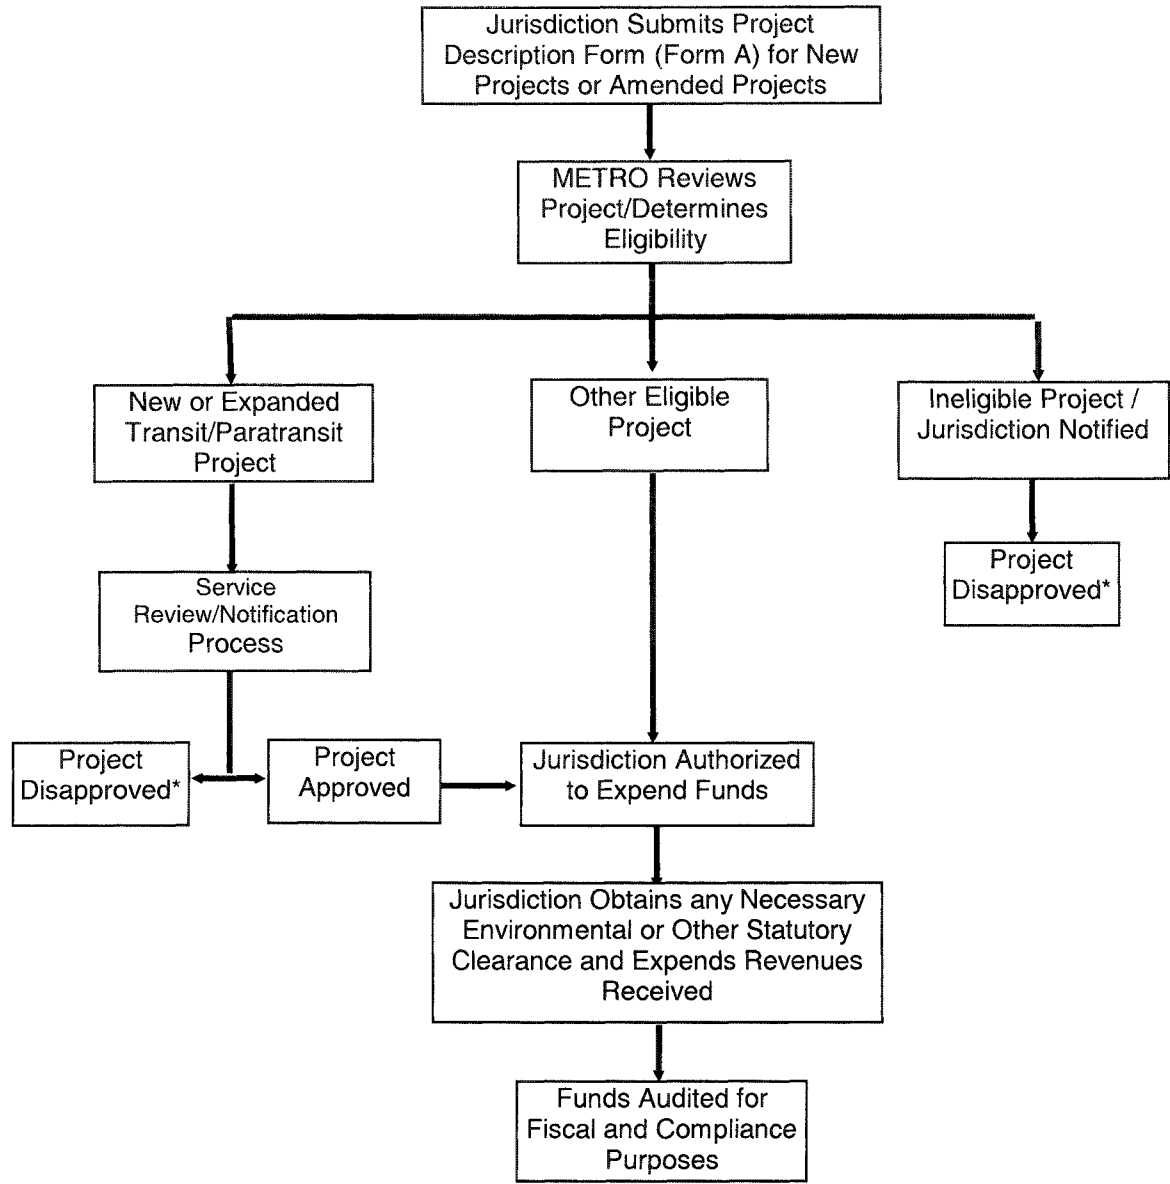 Jurisdiction Submits Project
Description Form (Form A) for New
Projects or Amended Projects
METRO Reviews
Project/Determines
Eligibility
New or Expanded
Transit/Paratransit
Project
Other Eligible
Project
Ineligible Project /
Jurisdiction Notified
Service
Review/Notification
Process
Project
Disapproved*
Project
Disapproved*
Project
Approved
Jurisdiction Authorized
to Expend Funds
Jurisdiction Obtains any Necessary
Environmental or Other Statutory
Clearance and Expends Revenues
Received
Funds Audited for
Fiscal and Compliance
Purposes